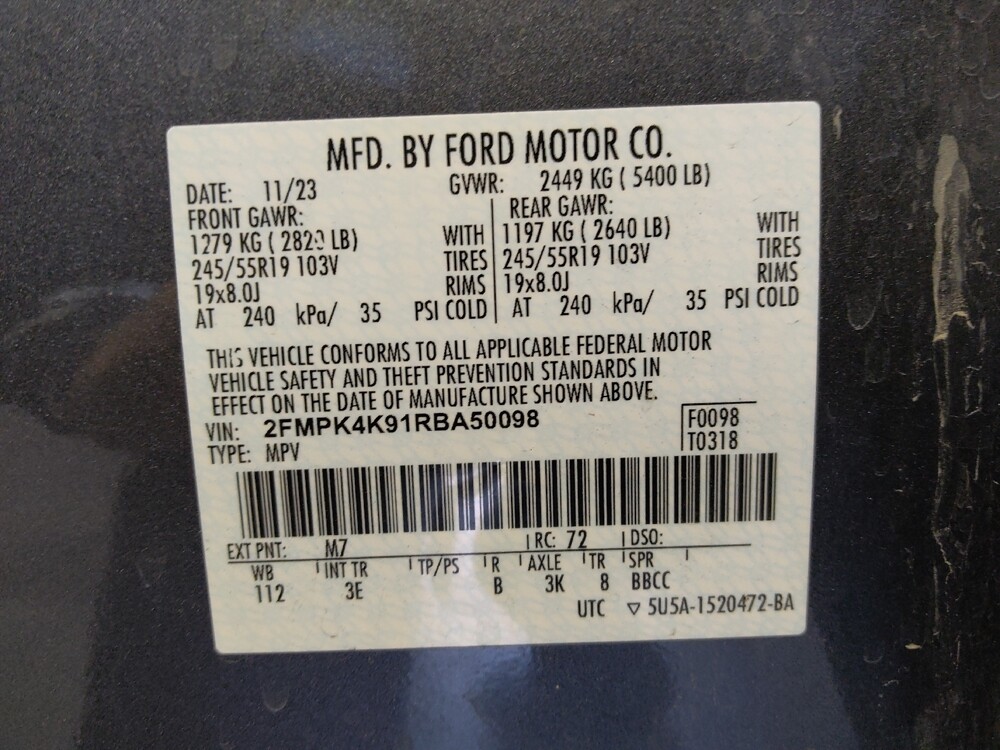 MFD. BY FORD MOTOR CO.
DATE: 11/23 GVWR: 2449 KG ( 5400 LB)
FRONT GAWR: REAR GAWR:
1279 KG ( 2820 LB) WITH 1197 KG ( 2640 LB) WITH
245/55R19 103V TIRES 245/55R19 103V TIRES
19x8.0J RIMS 19x8.0J RIMS
AT 240 kPa/ 35 PSI COLD AT 240 kPa/ 35 PSI COLD
THIS VEHICLE CONFORMS TO ALL APPLICABLE FEDERAL MOTOR
VEHICLE SAFETY AND THEFT PREVENTION STANDARDS IN
EFFECT ON THE DATE OF MANUFACTURE SHOWN ABOVE.
VIN: 2FMPK4K91RBA50098 F0098
TYPE: MPV T0318
EXT PNT: M7 RC: 72 DSO:
WB INT TR TP/PS R AXLE TR SPR
112 3E B 3K 8 BBCC
UTC ▽ 5U5A-1520472-BA